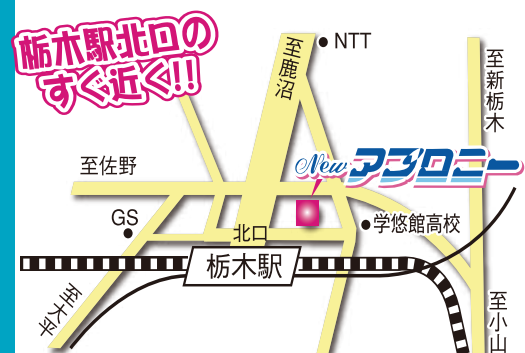 栃木駅北口の
すぐ近く!!
至鹿沼
NTT
至新栃木
至佐野
New アプロニー
GS
北口
学悠館高校
栃木駅
至大平
至小山